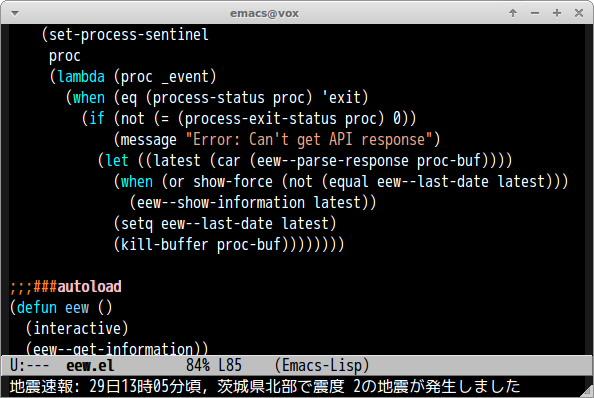 emacs@vox
(set-process-sentinel
proc
(lambda (proc _event)
(when (eq (process-status proc) 'exit)
(if (not (= (process-exit-status proc) 0))
(message "Error: Can't get API response")
(let ((latest (car (eew--parse-response proc-buf))))
(when (or show-force (not (equal eew--last-date latest)))
(eew--show-information latest))
(setq eew--last-date latest)
(kill-buffer proc-buf))))))))
;;;###autoload
(defun eew ()
(interactive)
(eew--get-information))
U:--- eew.el 84% L85 (Emacs-Lisp)
地震速報: 29日13時05分頃, 茨城県北部で震度 2の地震が発生しました